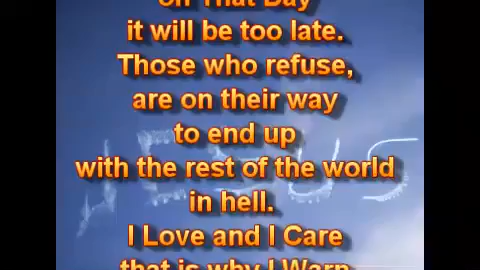 on That Day
it will be too late.
Those who refuse,
are on their way
to end up
with the rest of the world
in hell.
I Love and I Care
that is why I Warn
JESUS